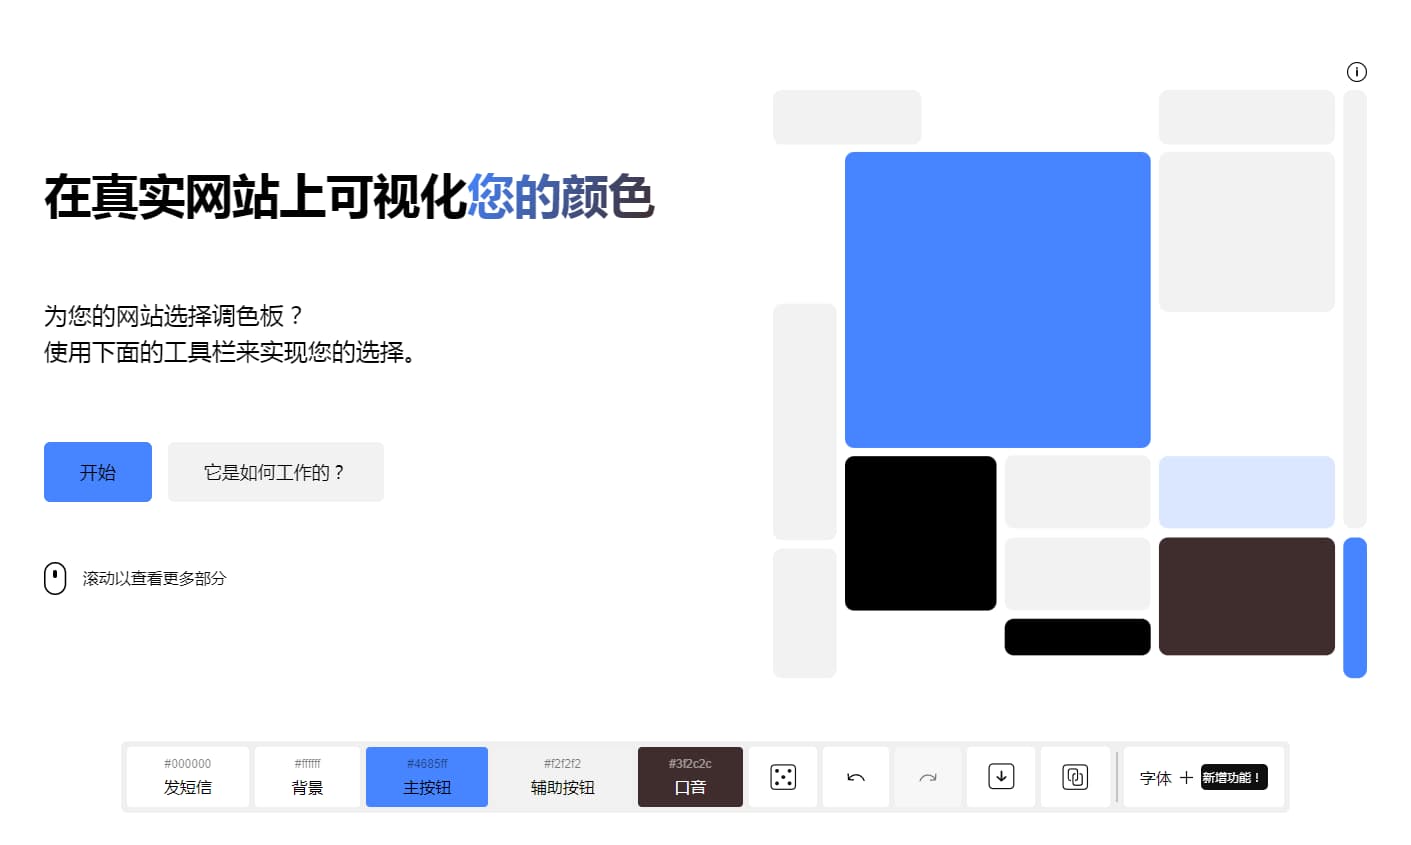 在真实网站上可视化您的颜色
为您的网站选择调色板？
使用下面的工具栏来实现您的选择。
开始
它是如何工作的？
滚动以查看更多部分
#000000
发短信
#ffffff
背景
#4685ff
主按钮
#f2f2f2
辅助按钮
#3f2c2c
口音
字体
新增功能！